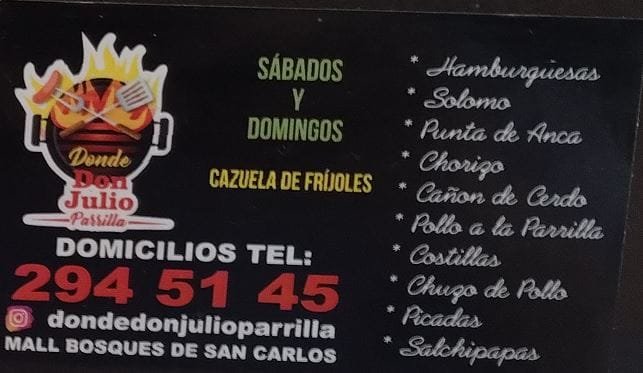 Donde
Don
Julio
Parrilla
DOMICILIOS TEL:
294 51 45
dondedonjulioparrilla
MALL BOSQUES DE SAN CARLOS
SÁBADOS
Y
DOMINGOS
CAZUELA DE FRÍJOLES
* Hamburguesas
* Solomo
* Punta de Anca
* Chorizo
* Cañon de Cerdo
* Pollo a la Parrilla
* Costillas
* Chuzo de Pollo
* Picadas
* Salchipapas